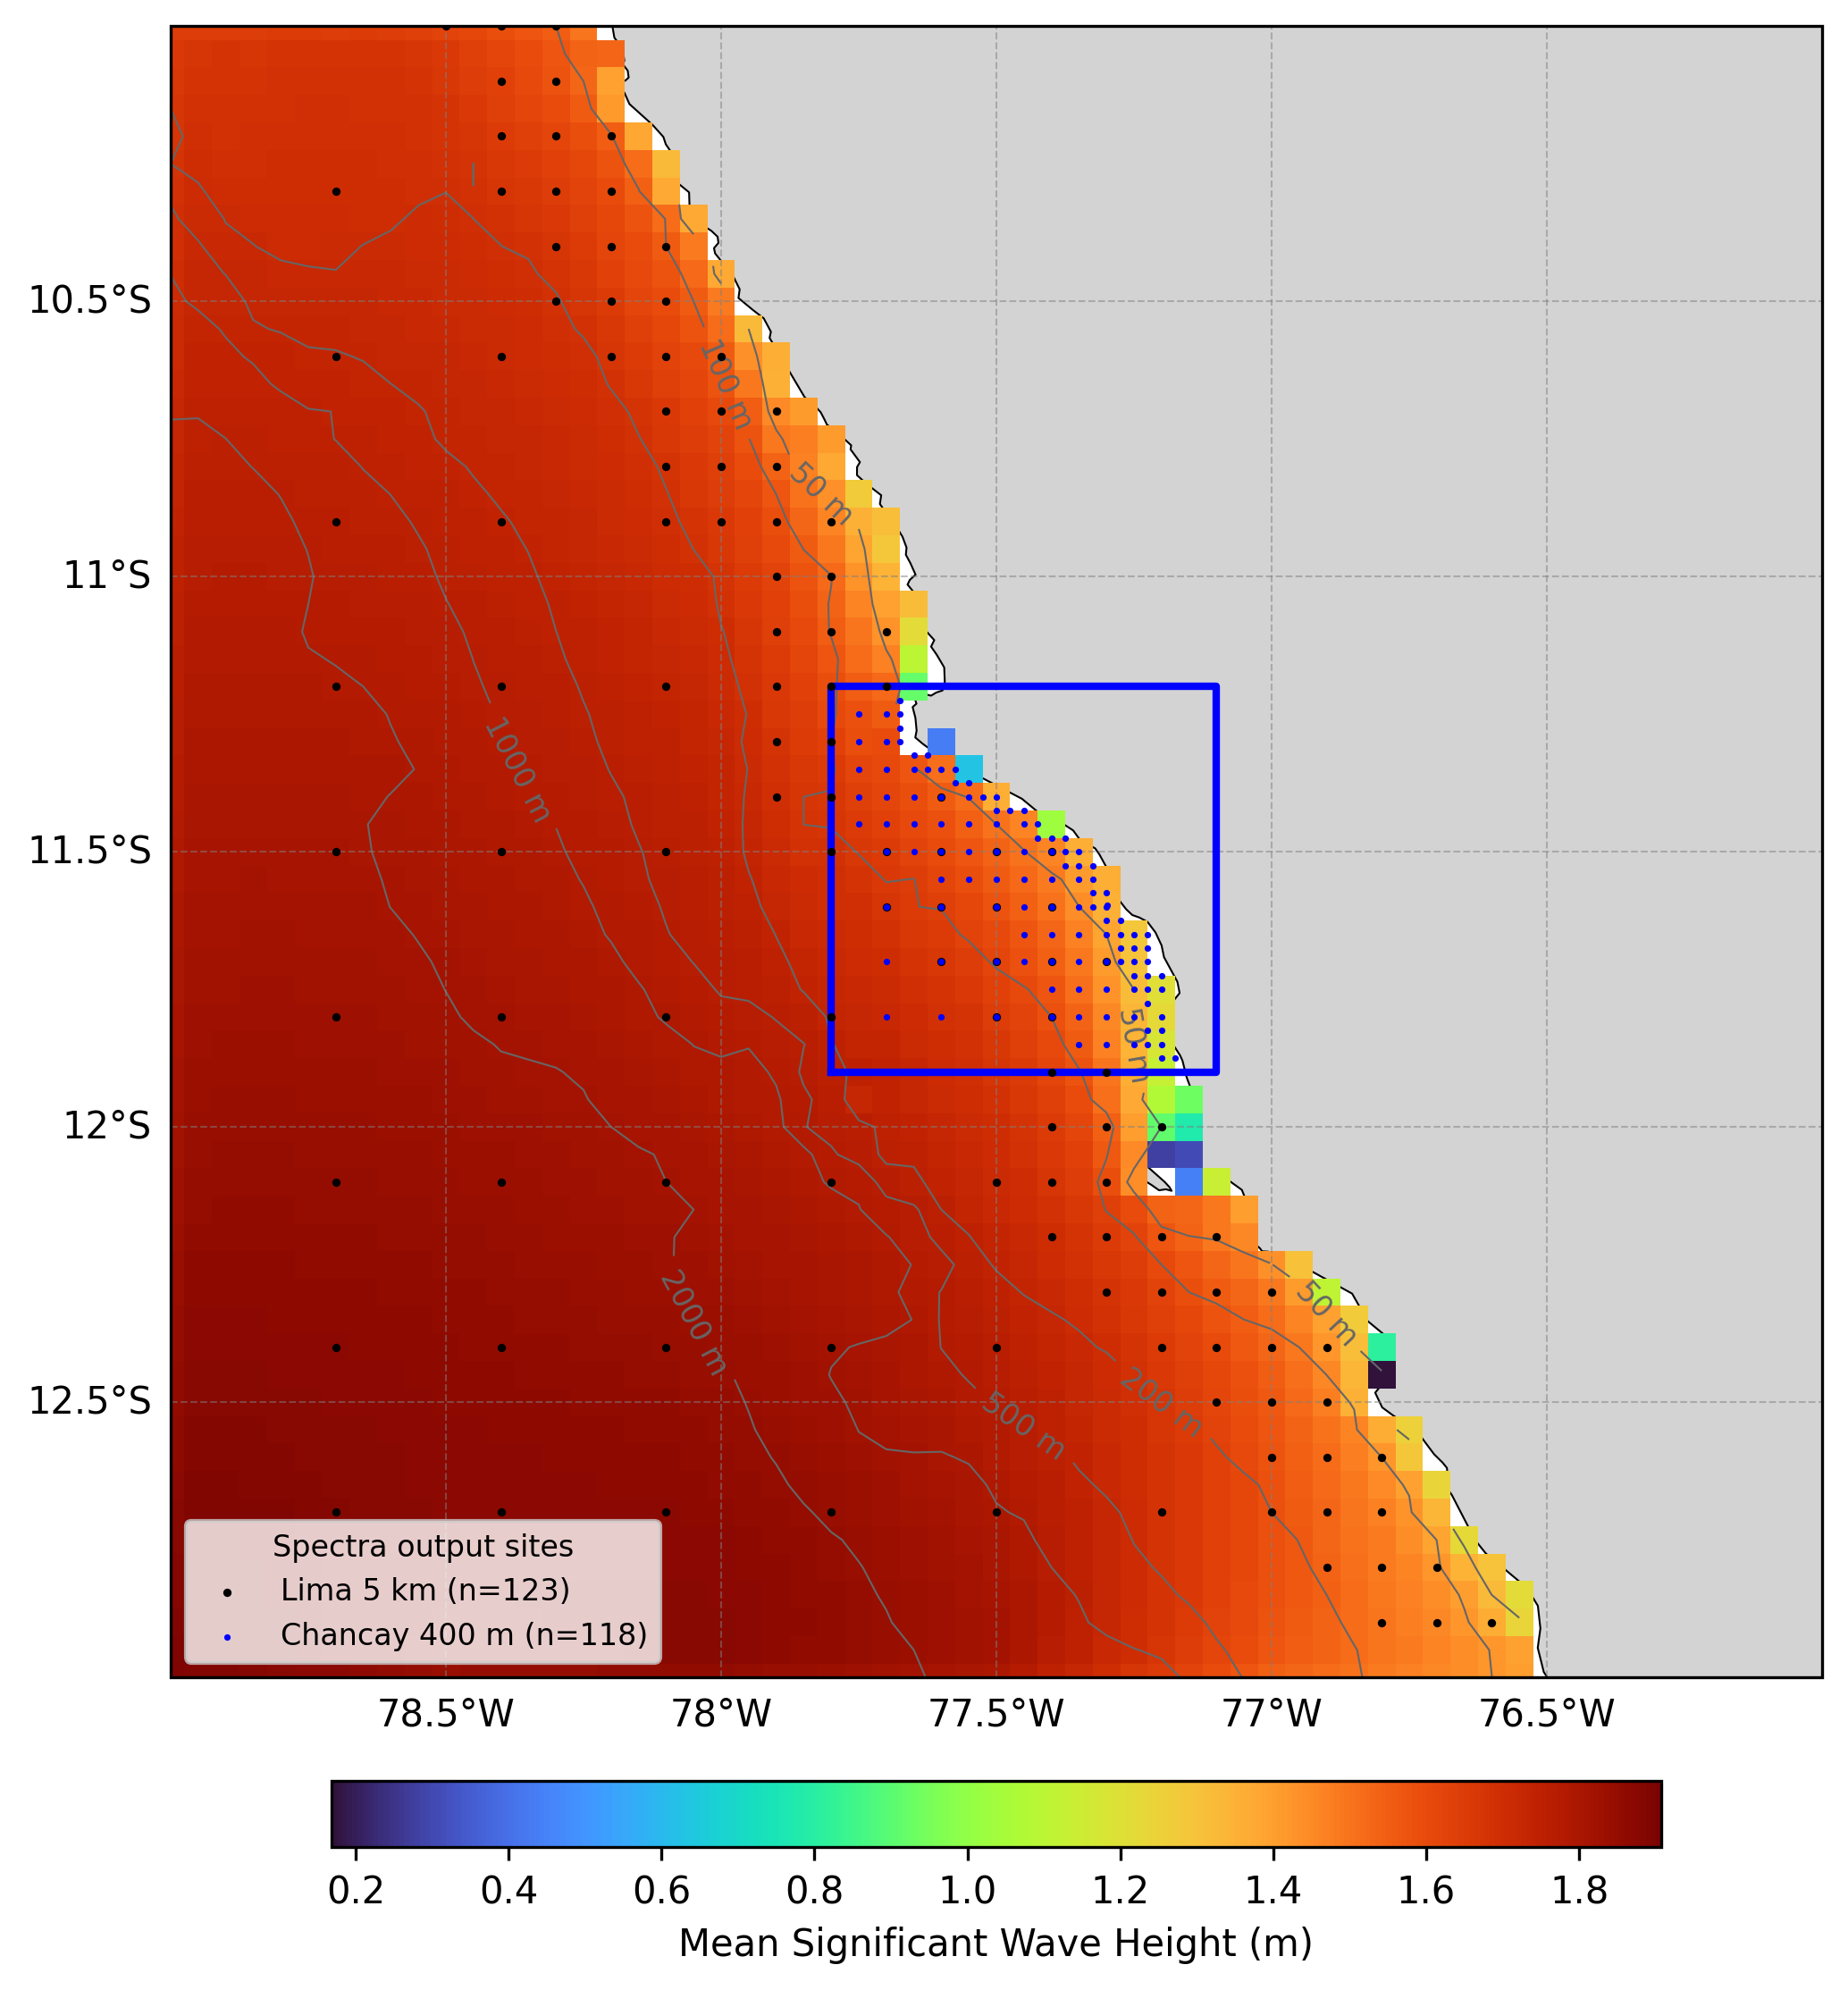 10.5°S
100 m
50 m
11°S
1000 m
11.5°S
50 m
12°S
2000 m
50 m
200 m
500 m
12.5°S
Spectra output sites
Lima 5 km (n=123)
Chancay 400 m (n=118)
78.5°W 78°W 77.5°W 77°W 76.5°W
0.2 0.4 0.6 0.8 1.0 1.2 1.4 1.6 1.8
Mean Significant Wave Height (m)